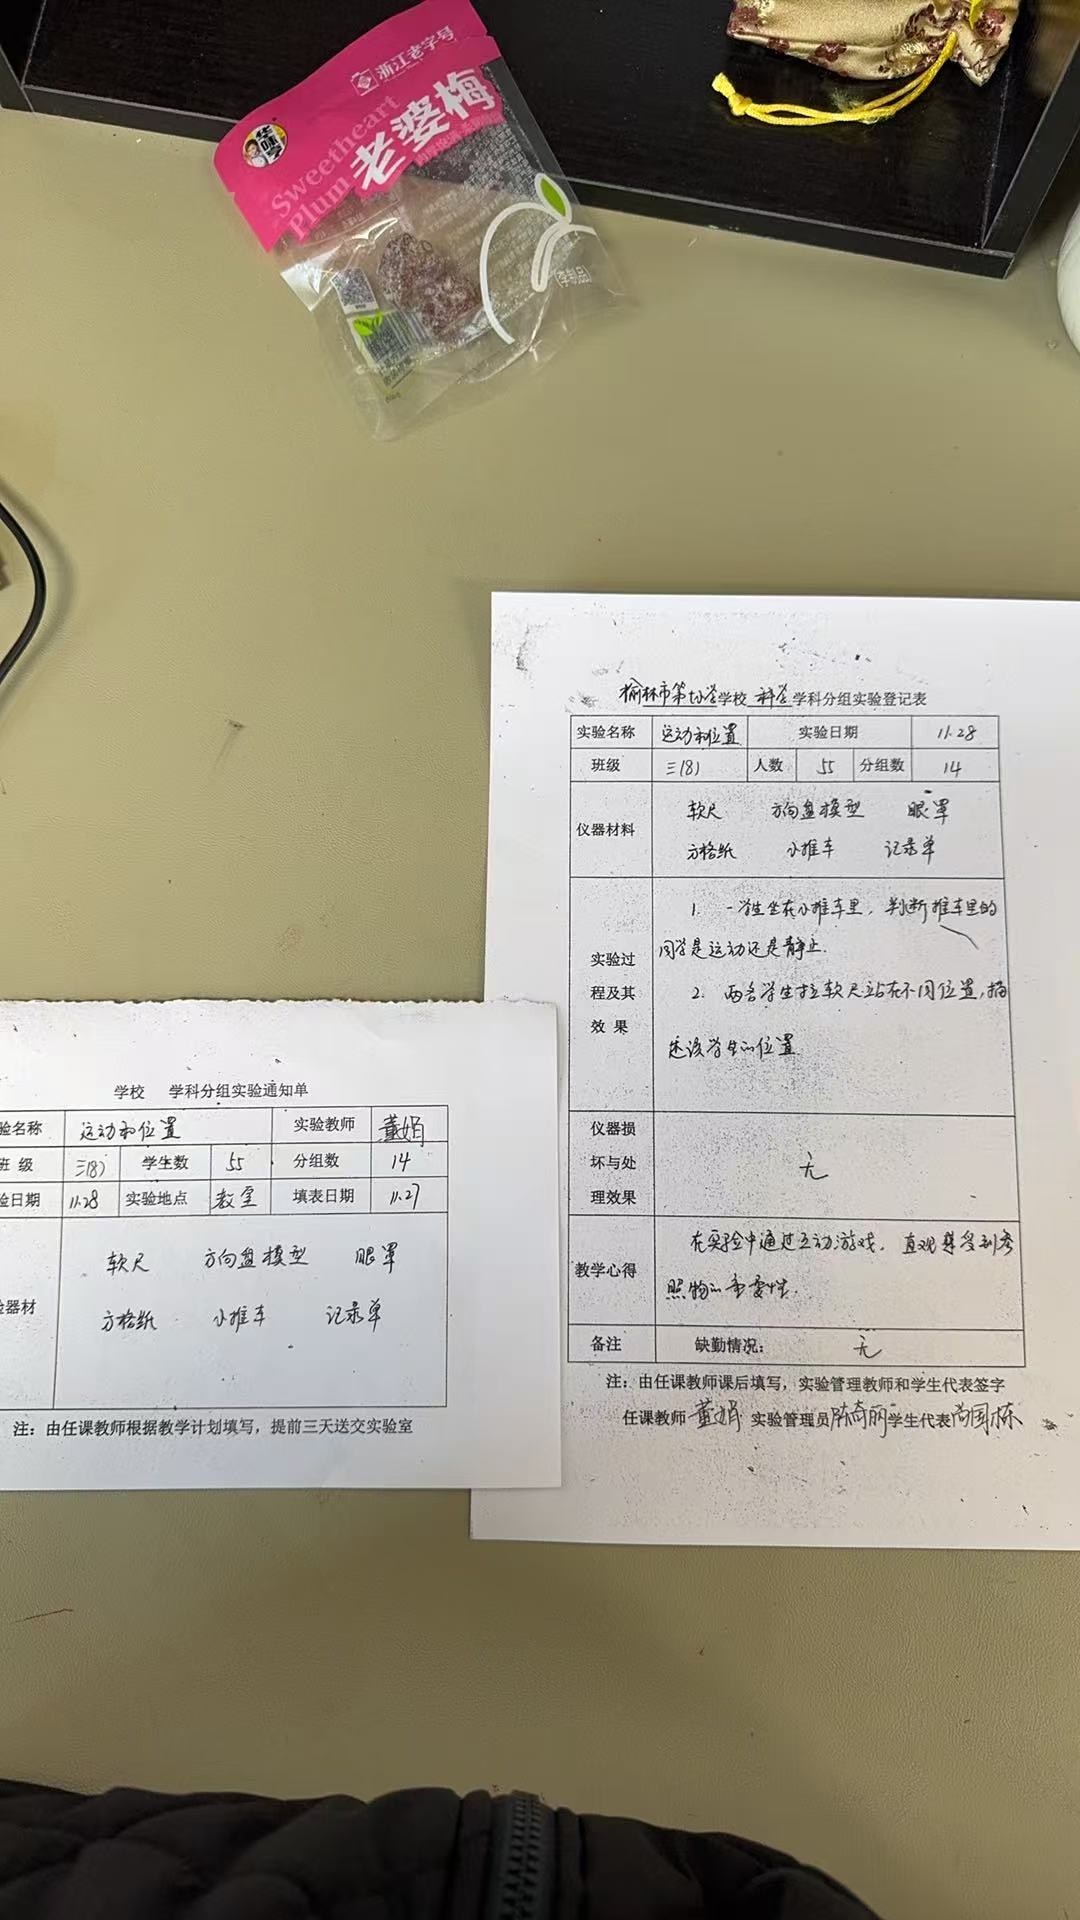 浙江老字号
华味亨
Sweetheart
Plum
老婆梅
(李制品)
榆林市第 学校 科学 学科分组实验登记表
实验名称 运动和位置 实验日期 11.28
班级 三(8) 人数 55 分组数 14
仪器材料
软尺 方向盘模型 眼罩
方格纸 小推车 记录单
实验过
程及其
效 果
1. 一学生坐在小推车里,判断推车里的
同学是运动还是静止.
2. 两名学生拉软尺站在不同位置,描
述该学生的位置
仪器损
坏与处
理效果
无
教学心得
在实验中通过互动游戏,直观感受到参
照物的重要性.
备注 缺勤情况: 无
注:由任课教师课后填写,实验管理教师和学生代表签字
任课教师 董娟 实验管理员 陈奇丽 学生代表 尚国栋
学校 学科分组实验通知单
验名称 运动和位置 实验教师 董娟
班 级 三(8) 学生数 55 分组数 14
验日期 11.28 实验地点 教室 填表日期 11.27
器材
软尺 方向盘模型 眼罩
方格纸 小推车 记录单
注:由任课教师根据教学计划填写,提前三天送交实验室